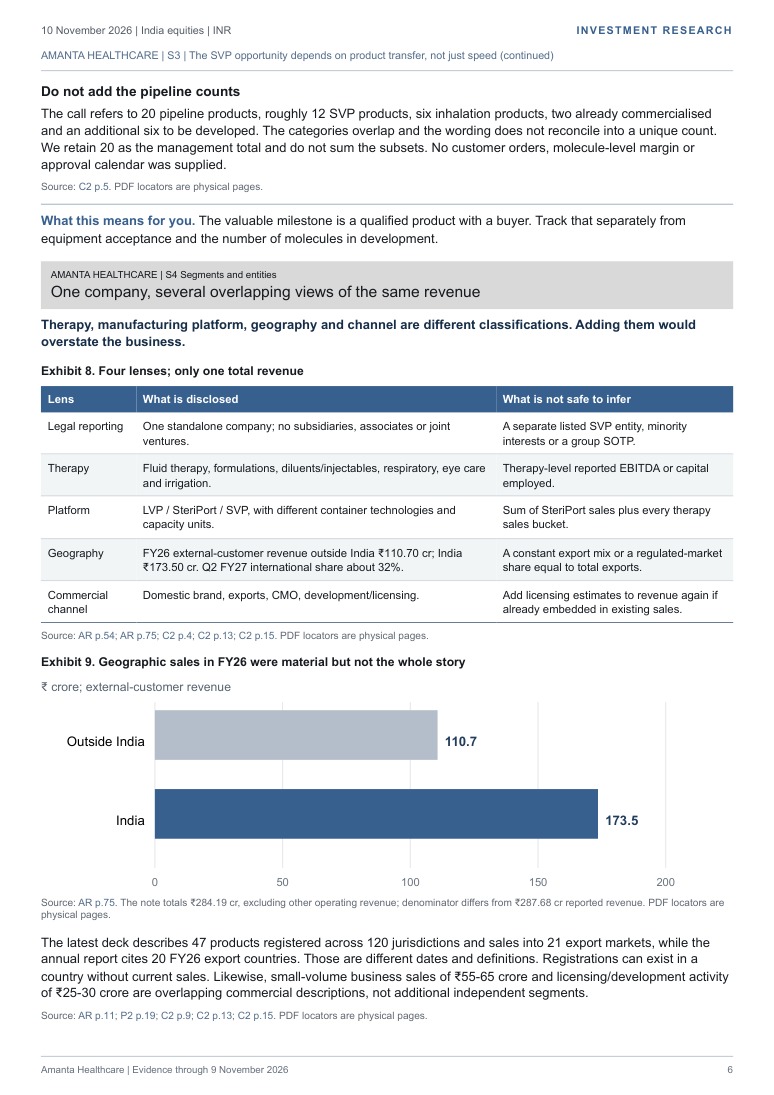 10 November 2026 | India equities | INR
INVESTMENT RESEARCH
AMANTA HEALTHCARE | S3 | The SVP opportunity depends on product transfer, not just speed (continued)
Do not add the pipeline counts
The call refers to 20 pipeline products, roughly 12 SVP products, six inhalation products, two already commercialised
and an additional six to be developed. The categories overlap and the wording does not reconcile into a unique count.
We retain 20 as the management total and do not sum the subsets. No customer orders, molecule-level margin or
approval calendar was supplied.
Source: C2 p.5. PDF locators are physical pages.
What this means for you. The valuable milestone is a qualified product with a buyer. Track that separately from
equipment acceptance and the number of molecules in development.
AMANTA HEALTHCARE | S4 Segments and entities
One company, several overlapping views of the same revenue
Therapy, manufacturing platform, geography and channel are different classifications. Adding them would
overstate the business.
Exhibit 8. Four lenses; only one total revenue
Lens
What is disclosed
What is not safe to infer
Legal reporting
One standalone company; no subsidiaries, associates or joint
ventures.
A separate listed SVP entity, minority
interests or a group SOTP.
Therapy
Fluid therapy, formulations, diluents/injectables, respiratory, eye care
and irrigation.
Therapy-level reported EBITDA or capital
employed.
Platform
LVP / SteriPort / SVP, with different container technologies and
capacity units.
Sum of SteriPort sales plus every therapy
sales bucket.
Geography
FY26 external-customer revenue outside India ₹110.70 cr; India
₹173.50 cr. Q2 FY27 international share about 32%.
A constant export mix or a regulated-market
share equal to total exports.
Commercial
channel
Domestic brand, exports, CMO, development/licensing.
Add licensing estimates to revenue again if
already embedded in existing sales.
Source: AR p.54; AR p.75; C2 p.4; C2 p.13; C2 p.15. PDF locators are physical pages.
Exhibit 9. Geographic sales in FY26 were material but not the whole story
₹ crore; external-customer revenue
Outside India
110.7
India
173.5
0
50
100
150
200
Source: AR p.75. The note totals ₹284.19 cr, excluding other operating revenue; denominator differs from ₹287.68 cr reported revenue. PDF locators are
physical pages.
The latest deck describes 47 products registered across 120 jurisdictions and sales into 21 export markets, while the
annual report cites 20 FY26 export countries. Those are different dates and definitions. Registrations can exist in a
country without current sales. Likewise, small-volume business sales of ₹55-65 crore and licensing/development activity
of ₹25-30 crore are overlapping commercial descriptions, not additional independent segments.
Source: AR p.11; P2 p.19; C2 p.9; C2 p.13; C2 p.15. PDF locators are physical pages.
Amanta Healthcare | Evidence through 9 November 2026
6